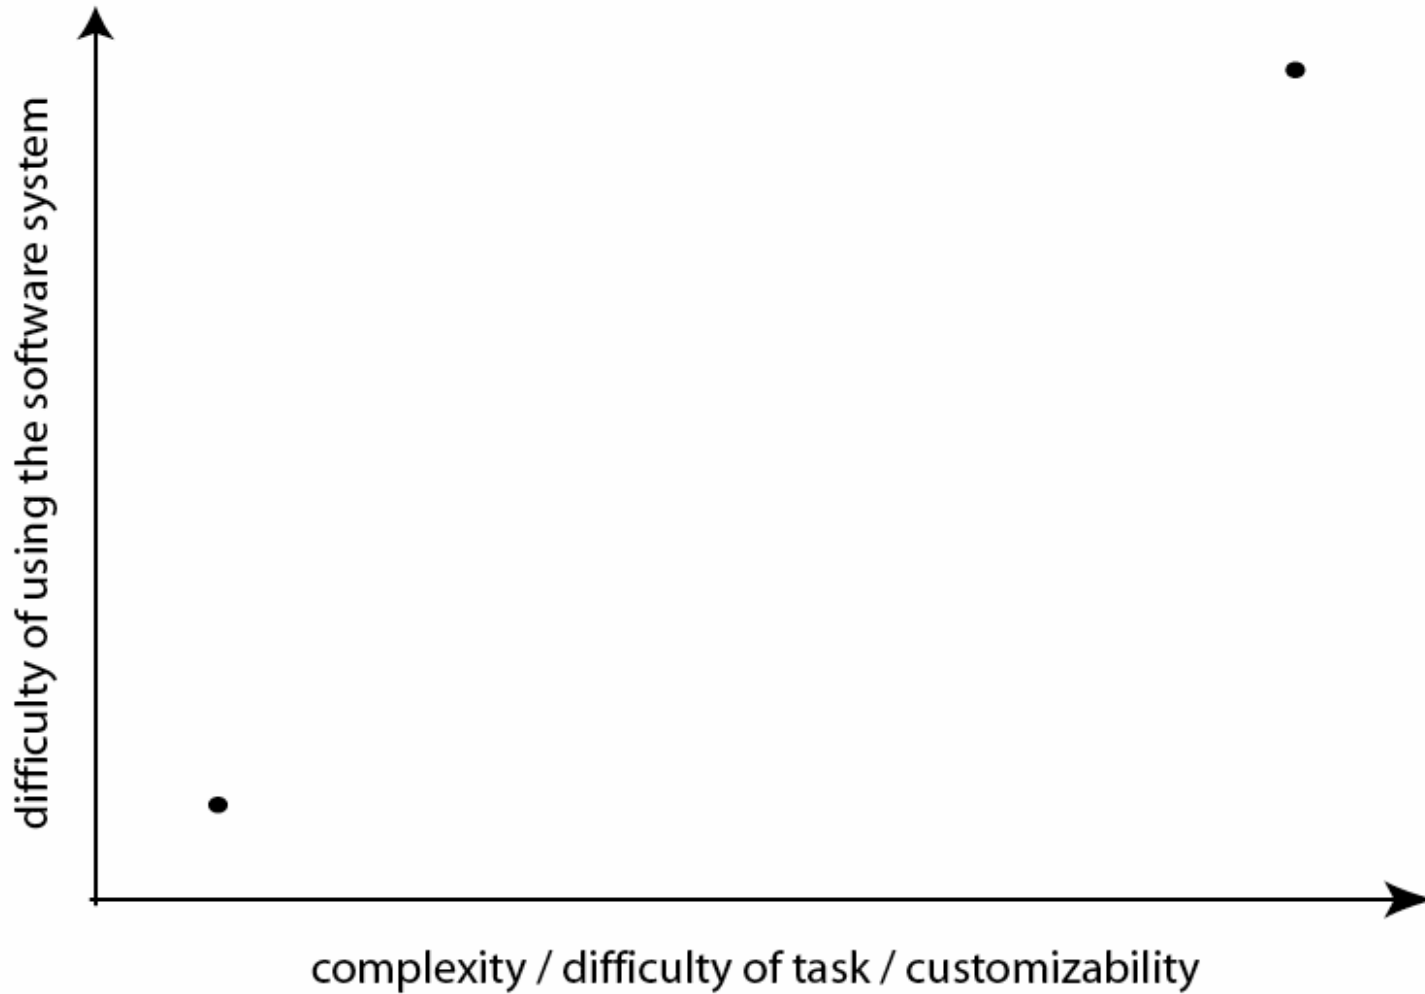 difficulty of using the software system
complexity / difficulty of task / customizability